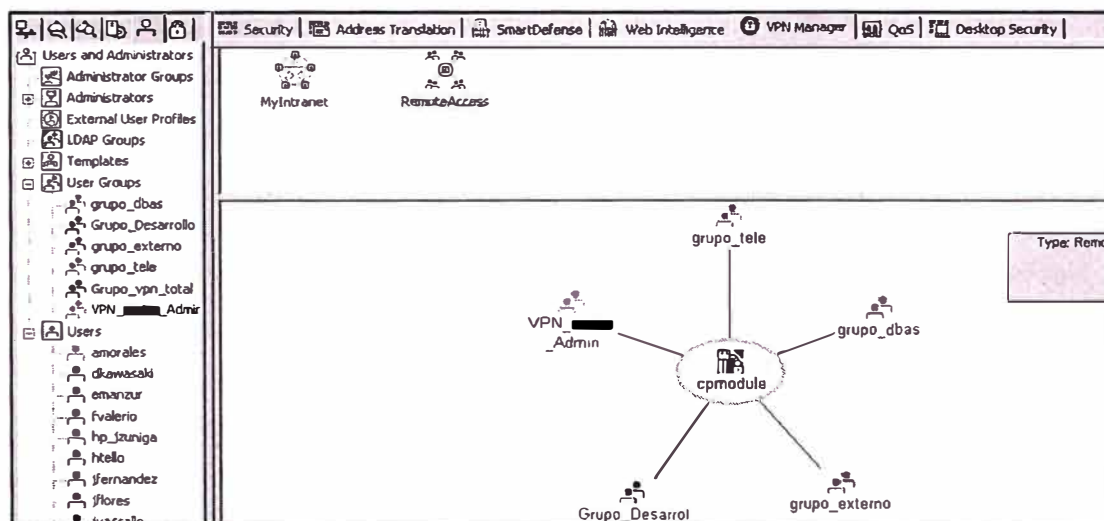 Security | Address Translation | SmartDefense | Web Intelligence | VPN Manager | QoS | Desktop Security |
Users and Administrators
Administrator Groups
Administrators
External User Profiles
LDAP Groups
Templates
User Groups
grupo_dbas
Grupo_Desarrollo
grupo_externo
grupo_tele
Grupo_vpn_total
VPN_ _Admir
Users
amorales
dkawasaki
emanzur
fvalerio
hp_jzuniga
htello
jfernandez
jflores
MyIntranet
RemoteAccess
grupo_tele
Type: Remo
VPN_
_Admin
grupo_dbas
cpmodule
grupo_externo
Grupo_Desarrol